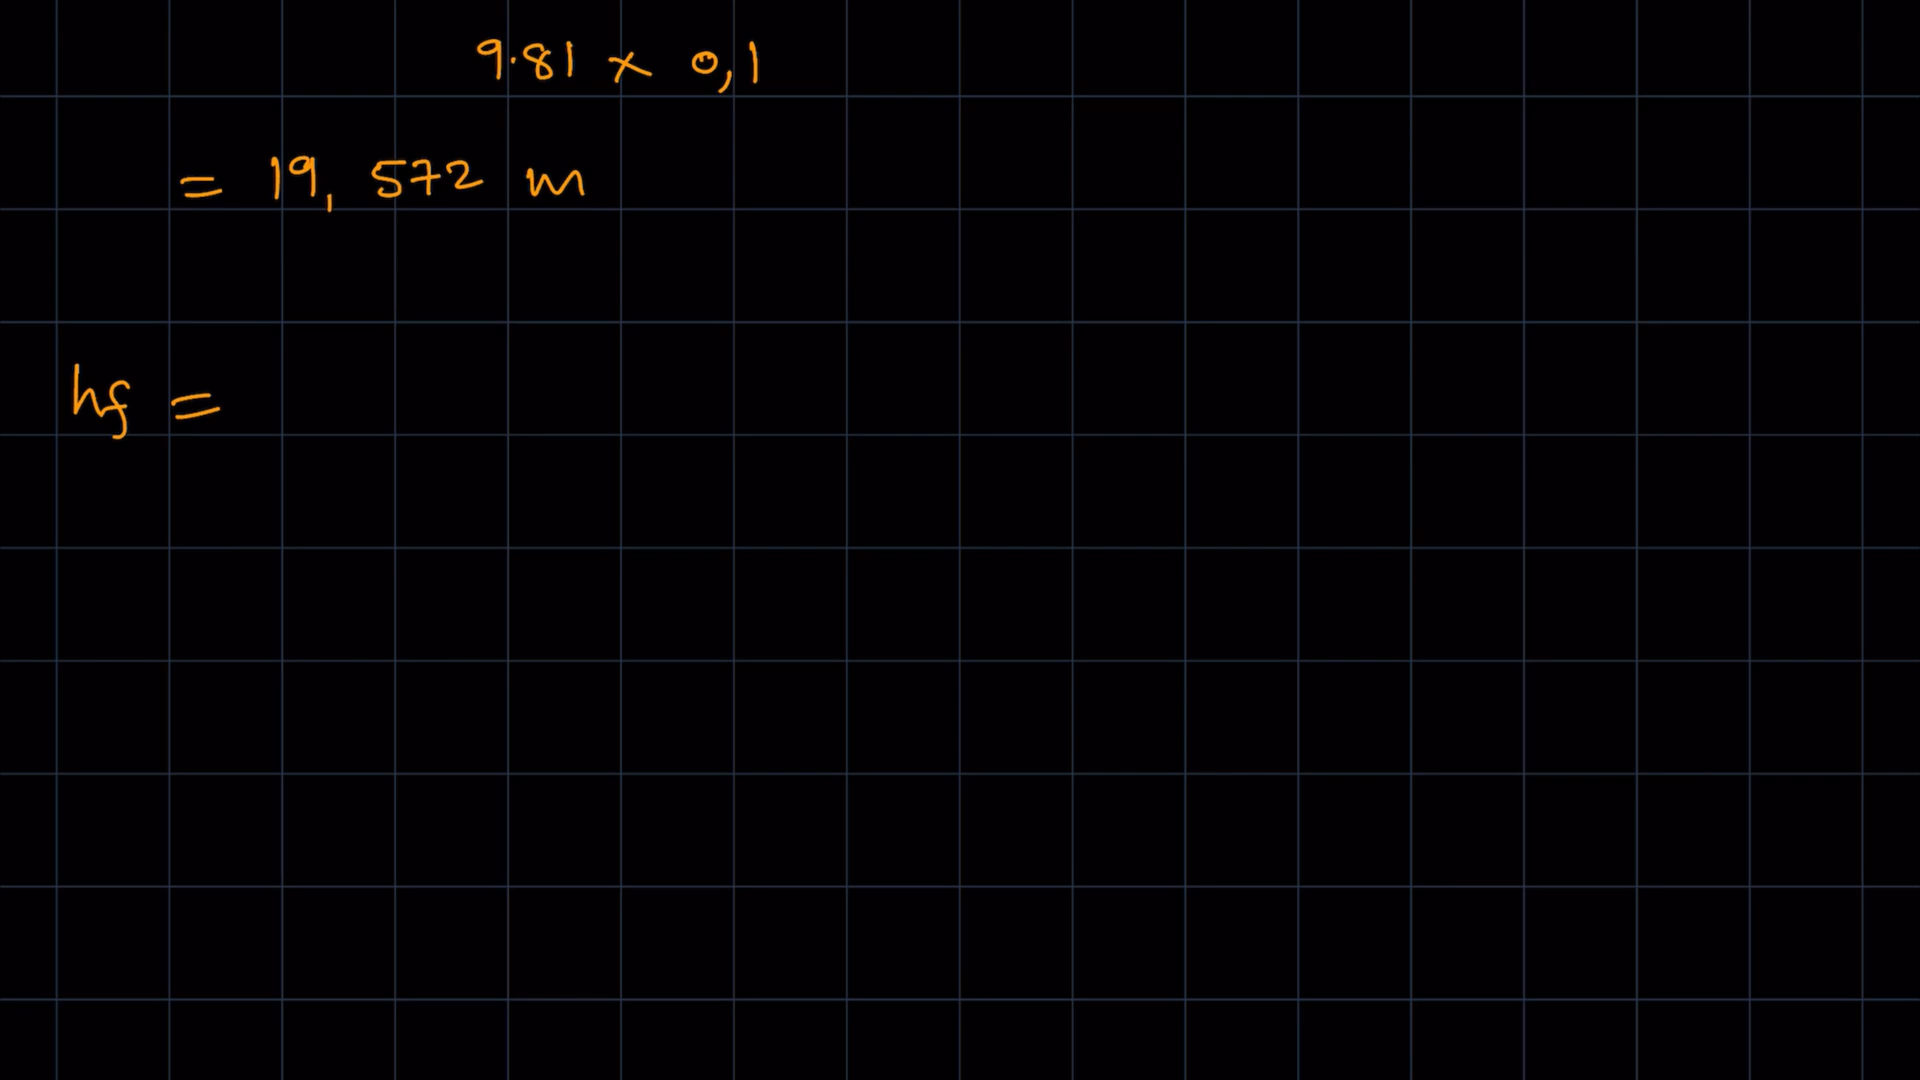 9.81 × 0,1
= 19, 572 m
hf =